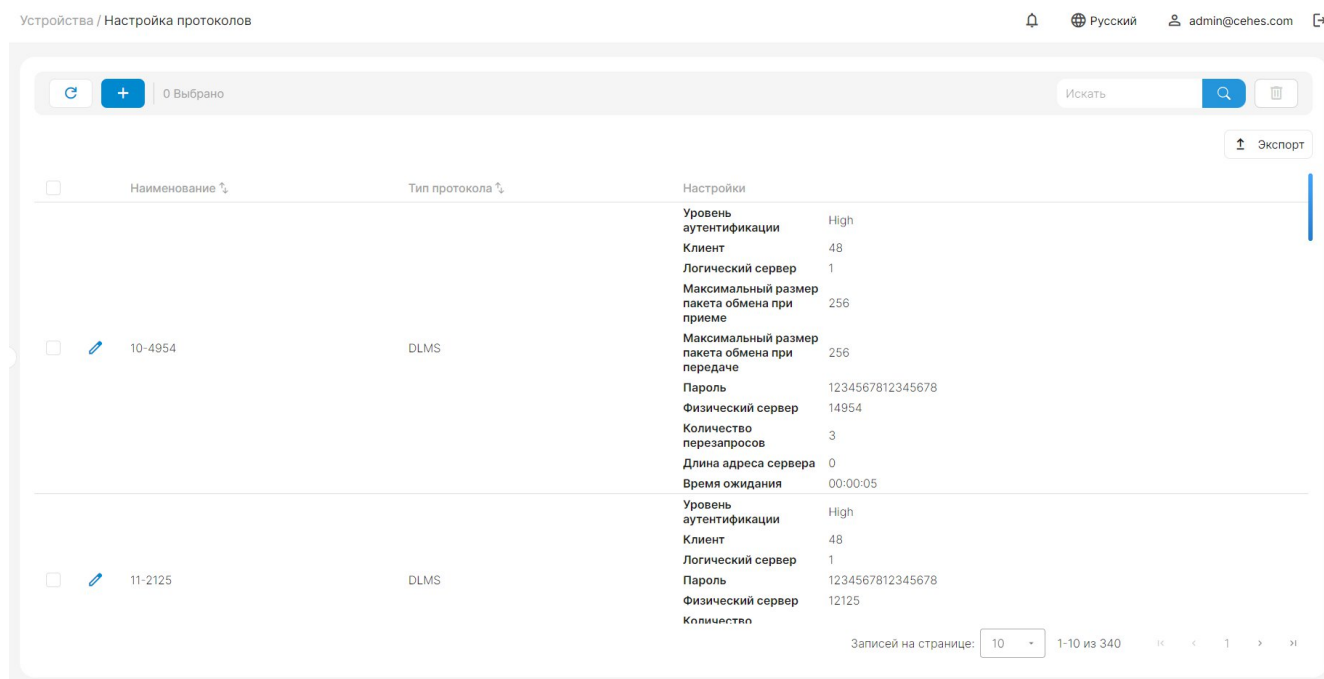 Устройства / Настройка протоколов
Русский
admin@cehes.com
0 Выбрано
Искать
Экспорт
Наименование
Тип протокола
Настройки
10-4954
DLMS
Уровень
аутентификации
High
Клиент
48
Логический сервер
1
Максимальный размер
пакета обмена при
приеме
256
Максимальный размер
пакета обмена при
передаче
256
Пароль
1234567812345678
Физический сервер
14954
Количество
перезапросов
3
Длина адреса сервера
0
Время ожидания
00:00:05
11-2125
DLMS
Уровень
аутентификации
High
Клиент
48
Логический сервер
1
Пароль
1234567812345678
Физический сервер
12125
Количество
Записей на странице:
10
1-10 из 340
1